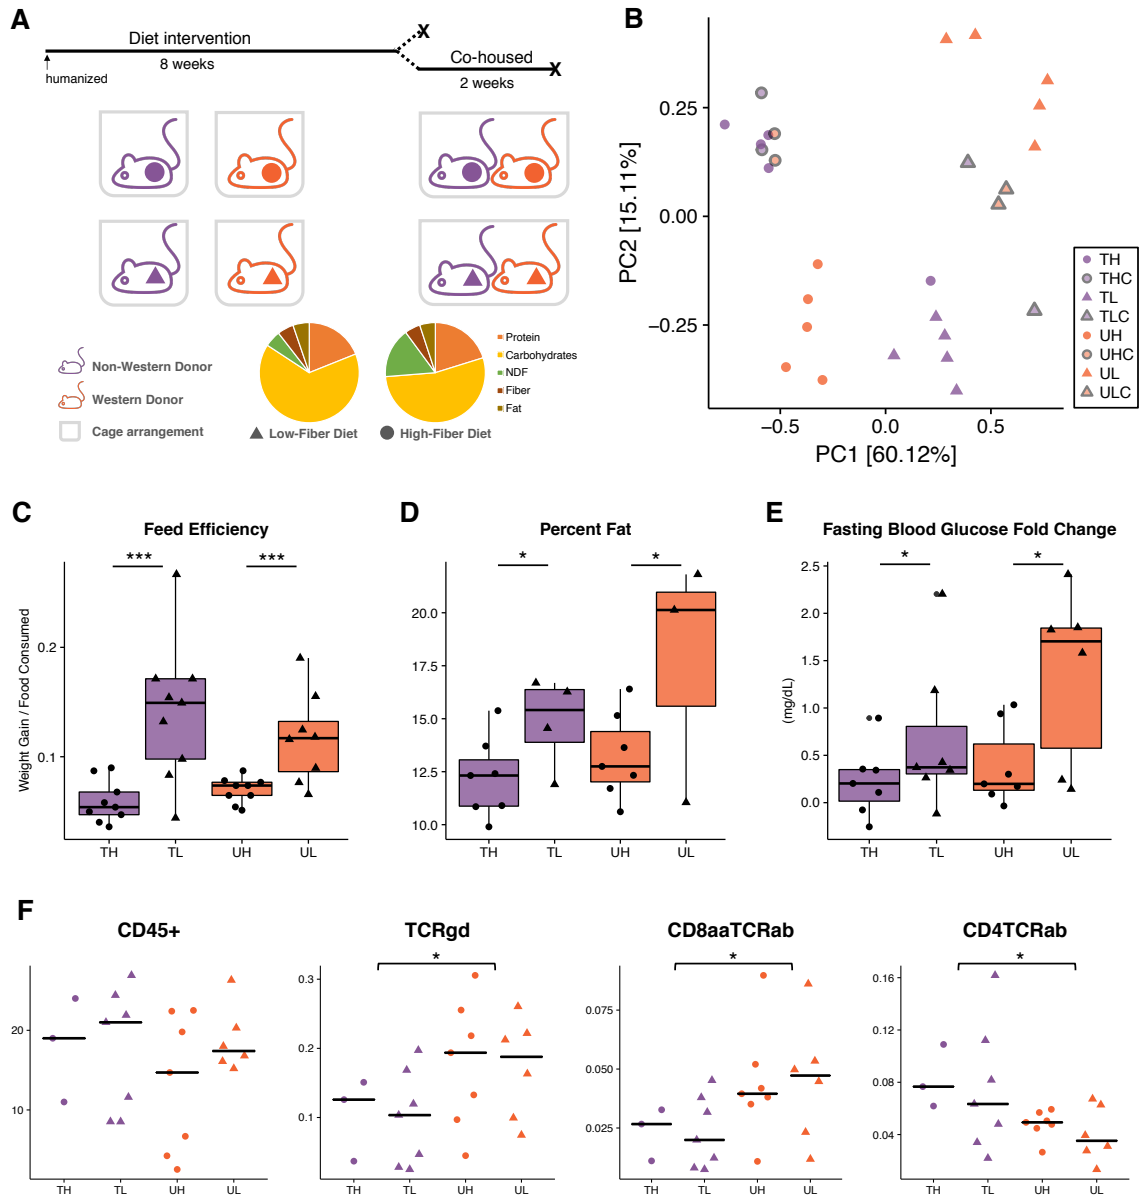 A
Diet intervention
8 weeks
humanized
X
Co-housed
2 weeks
X
Non-Western Donor
Western Donor
Cage arrangement
Protein
Carbohydrates
NDF
Fiber
Fat
Low-Fiber Diet
High-Fiber Diet
B
PC2 [15.11%]
0.25
0.00
−0.25
−0.5
0.0
0.5
PC1 [60.12%]
TH
THC
TL
TLC
UH
UHC
UL
ULC
C
Feed Efficiency
Weight Gain / Food Consumed
0.2
0.1
***
***
TH
TL
UH
UL
D
Percent Fat
20.0
17.5
15.0
12.5
10.0
*
*
TH
TL
UH
UL
E
Fasting Blood Glucose Fold Change
(mg/dL)
2.5
2.0
1.5
1.0
0.5
0.0
*
*
TH
TL
UH
UL
F
CD45+
20
10
TH
TL
UH
UL
TCRgd
*
0.3
0.2
0.1
TH
TL
UH
UL
CD8aaTCRab
*
0.075
0.050
0.025
TH
TL
UH
UL
CD4TCRab
*
0.16
0.12
0.08
0.04
TH
TL
UH
UL